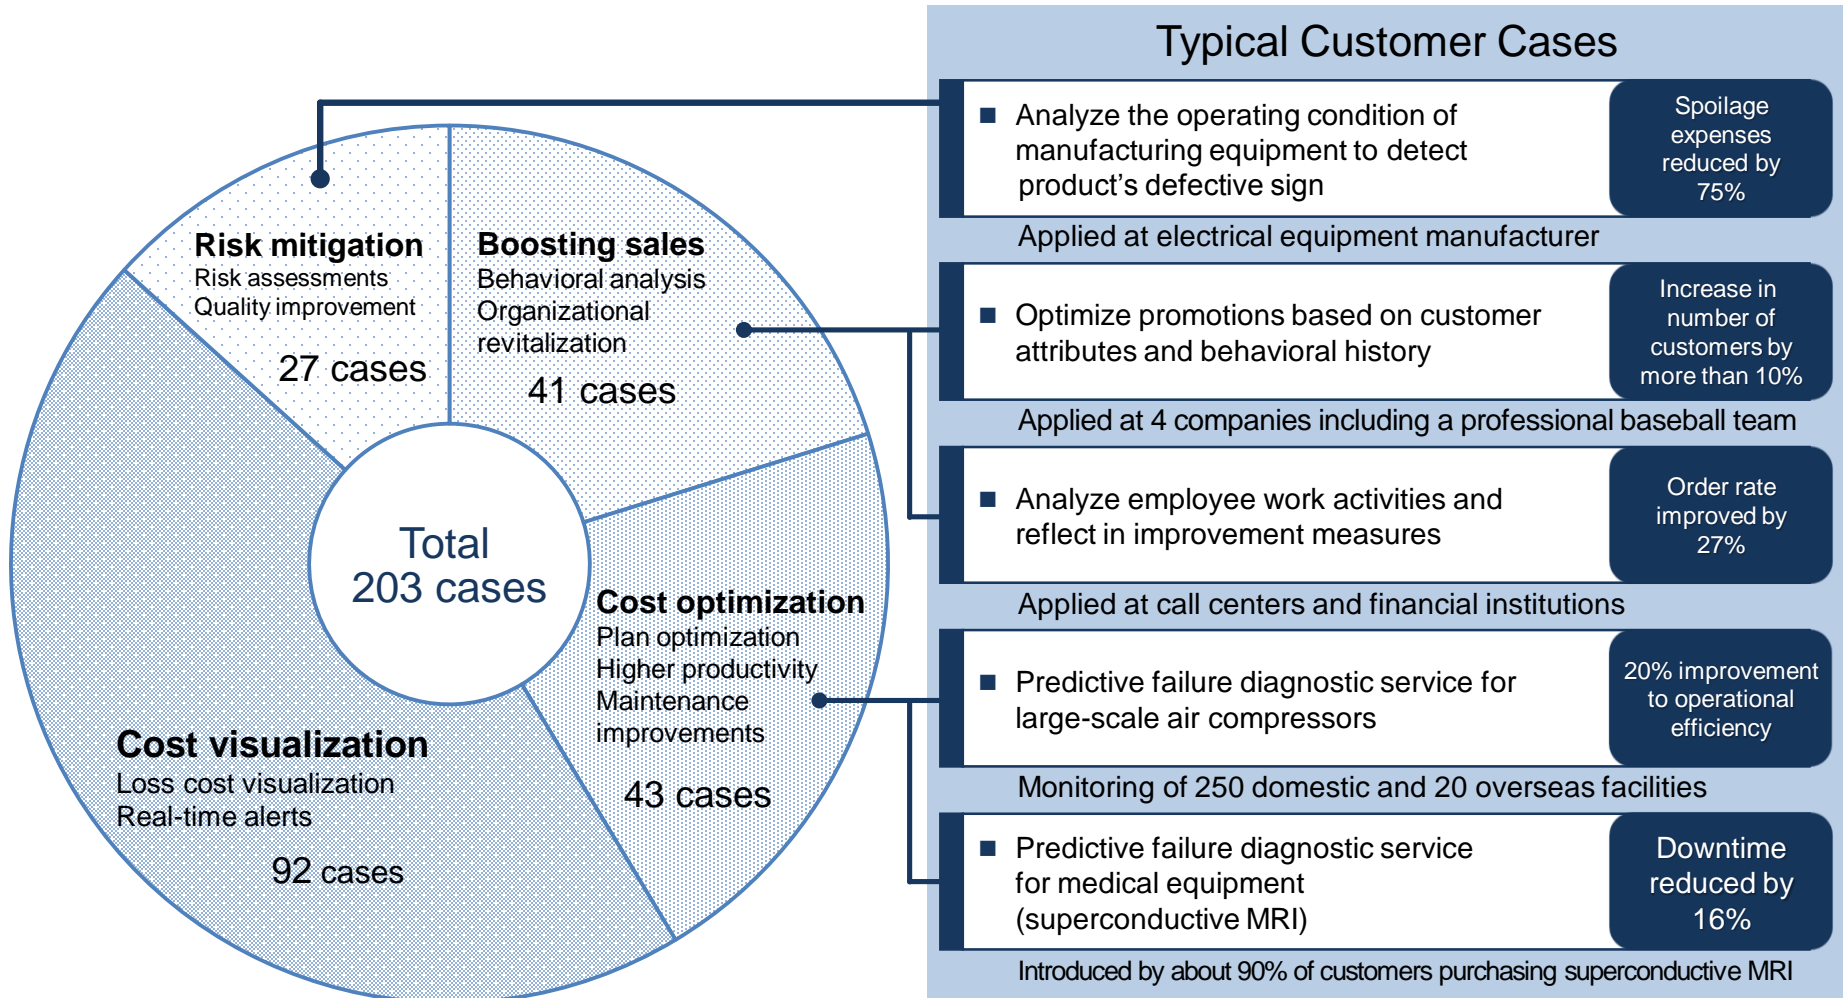 Risk mitigation
Risk assessments
Quality improvement
27 cases
Boosting sales
Behavioral analysis
Organizational
revitalization
41 cases
Total
203 cases
Cost optimization
Plan optimization
Higher productivity
Maintenance
improvements
43 cases
Cost visualization
Loss cost visualization
Real-time alerts
92 cases
Typical Customer Cases
■ Analyze the operating condition of
manufacturing equipment to detect
product’s defective sign
Spoilage
expenses
reduced by
75%
Applied at electrical equipment manufacturer
■ Optimize promotions based on customer
attributes and behavioral history
Increase in
number of
customers by
more than 10%
Applied at 4 companies including a professional baseball team
■ Analyze employee work activities and
reflect in improvement measures
Order rate
improved by
27%
Applied at call centers and financial institutions
■ Predictive failure diagnostic service for
large-scale air compressors
20% improvement
to operational
efficiency
Monitoring of 250 domestic and 20 overseas facilities
■ Predictive failure diagnostic service
for medical equipment
(superconductive MRI)
Downtime
reduced by
16%
Introduced by about 90% of customers purchasing superconductive MRI